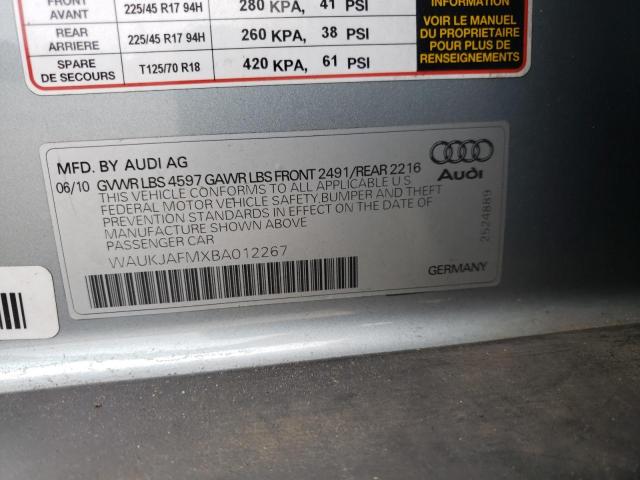 FRONT
AVANT 225/45 R17 94H 280 KPA, 41 PSI
REAR
ARRIERE 225/45 R17 94H 260 KPA, 38 PSI
SPARE
DE SECOURS T125/70 R18 420 KPA, 61 PSI
INFORMATION
VOIR LE MANUEL
DU PROPRIETAIRE
POUR PLUS DE
RENSEIGNEMENTS
MFD. BY AUDI AG
06/10 GVWR LBS 4597 GAWR LBS FRONT 2491/REAR 2216
THIS VEHICLE CONFORMS TO ALL APPLICABLE U.S.
FEDERAL MOTOR VEHICLE SAFETY,BUMPER AND THEFT
PREVENTION STANDARDS IN EFFECT ON THE DATE OF
MANUFACTURE SHOWN ABOVE
PASSENGER CAR
WAUKJAFMXBA012267
Audi
2524889
GERMANY